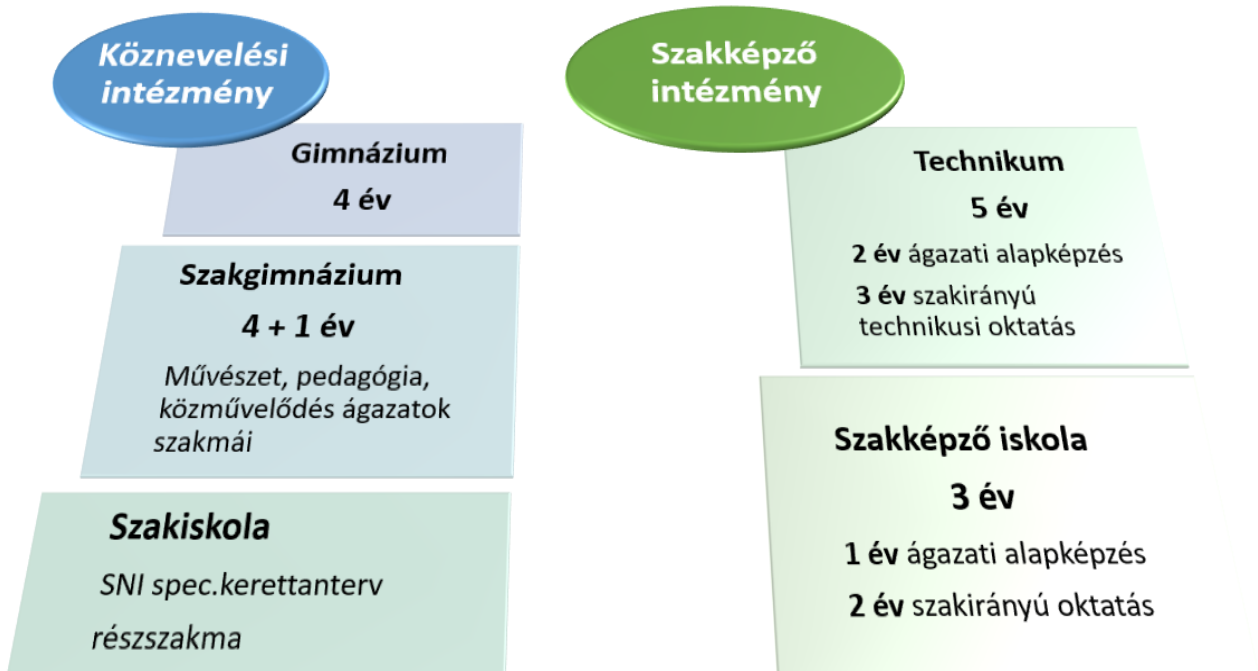 Köznevelési
intézmény
Gimnázium
4 év
Szakgimnázium
4 + 1 év
Művészet, pedagógia,
közművelődés ágazatok
szakmái
Szakiskola
SNI spec.kerettanterv
részszakma
Szakképző
intézmény
Technikum
5 év
2 év ágazati alapképzés
3 év szakirányú
technikusi oktatás
Szakképző iskola
3 év
1 év ágazati alapképzés
2 év szakirányú oktatás